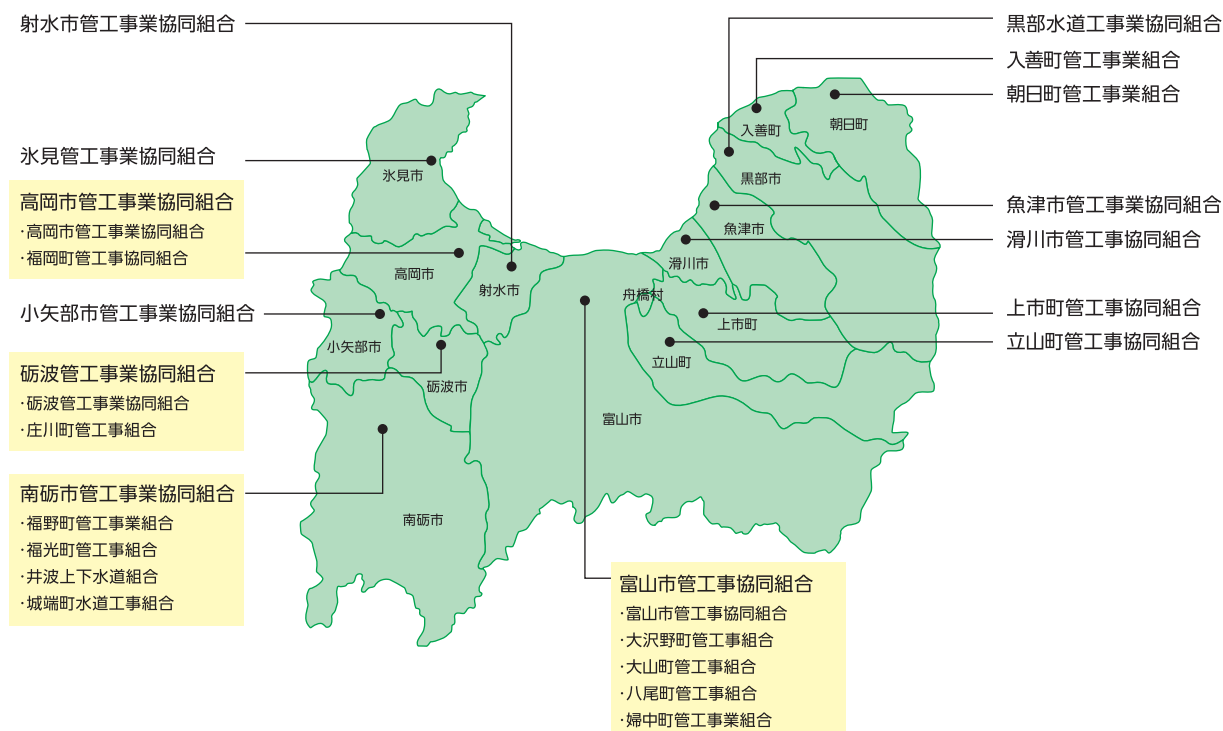 射水市管工事業協同組合
氷見管工事業協同組合
高岡市管工事業協同組合
・高岡市管工事業協同組合
・福岡町管工事協同組合
小矢部市管工事業協同組合
砺波管工事業協同組合
・砺波管工事業協同組合
・庄川町管工事組合
南砺市管工事業協同組合
・福野町管工事業組合
・福光町管工事組合
・井波上下水道組合
・城端町水道工事組合
氷見市
高岡市
射水市
小矢部市
砺波市
南砺市
朝日町
入善町
黒部市
魚津市
滑川市
舟橋村
上市町
立山町
富山市
黒部水道工事業協同組合
入善町管工事業組合
朝日町管工事業組合
魚津市管工事業協同組合
滑川市管工事協同組合
上市町管工事協同組合
立山町管工事協同組合
富山市管工事協同組合
・富山市管工事協同組合
・大沢野町管工事組合
・大山町管工事組合
・八尾町管工事組合
・婦中町管工事業組合